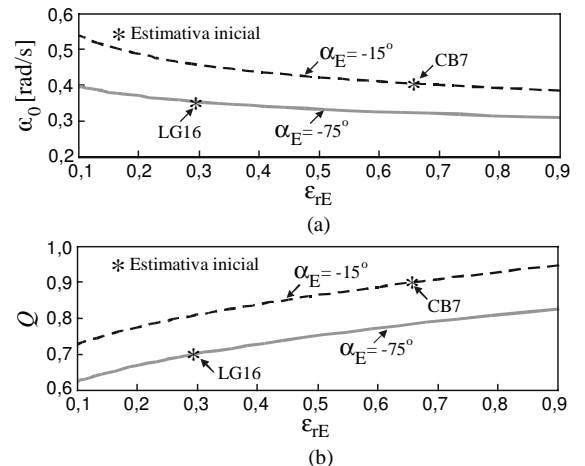 0,6
* Estimativa inicial
αE= -15°
CB7
0,5
α0 [rad/s]
0,4
0,3
LG16
αE= -75°
0,2
0,1 0,2 0,3 0,4 0,5 0,6 0,7 0,8 0,9
εrE
(a)
1,0
* Estimativa inicial
αE= -15°
0,9
CB7
Q
0,8
0,7
LG16
αE= -75°
0,6
0,1 0,2 0,3 0,4 0,5 0,6 0,7 0,8 0,9
εrE
(b)